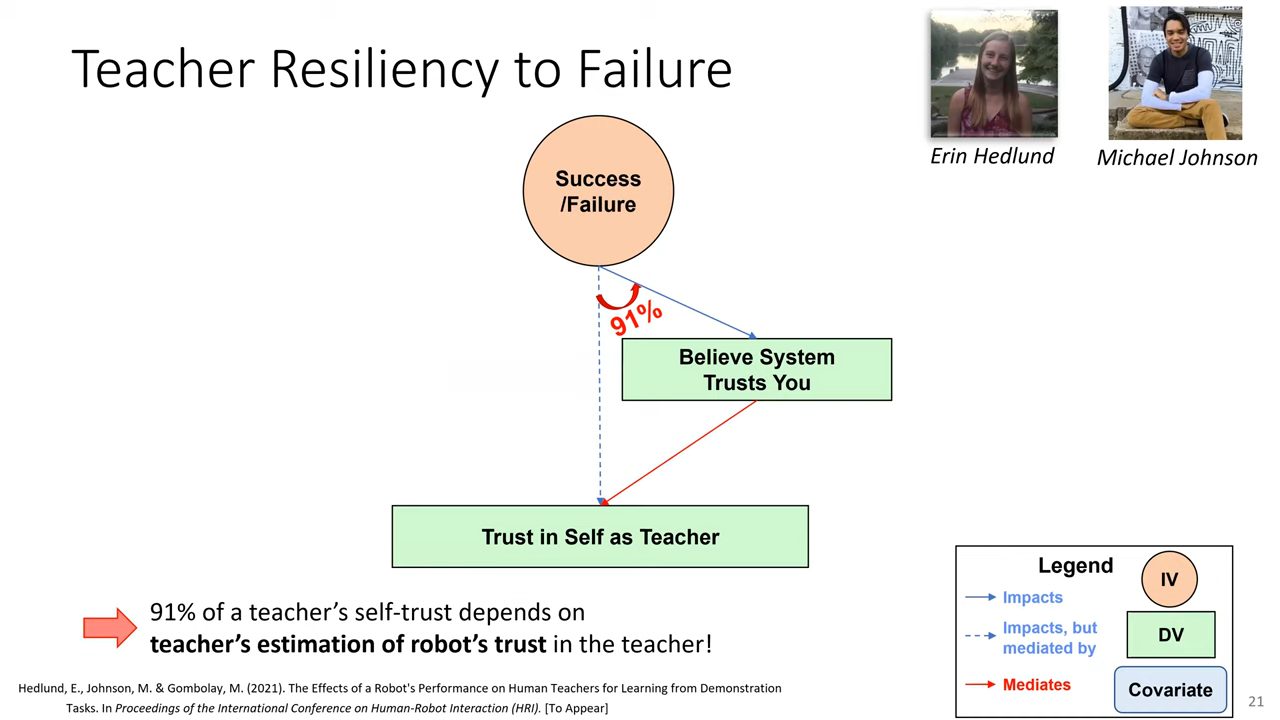 Teacher Resiliency to Failure
Erin Hedlund
Michael Johnson
Success
/Failure
91%
Believe System
Trusts You
Trust in Self as Teacher
91% of a teacher’s self-trust depends on
teacher’s estimation of robot’s trust in the teacher!
Legend
Impacts
Impacts, but
mediated by
Mediates
IV
DV
Covariate
Hedlund, E., Johnson, M. & Gombolay, M. (2021). The Effects of a Robot's Performance on Human Teachers for Learning from Demonstration
Tasks. In Proceedings of the International Conference on Human-Robot Interaction (HRI). [To Appear]
21